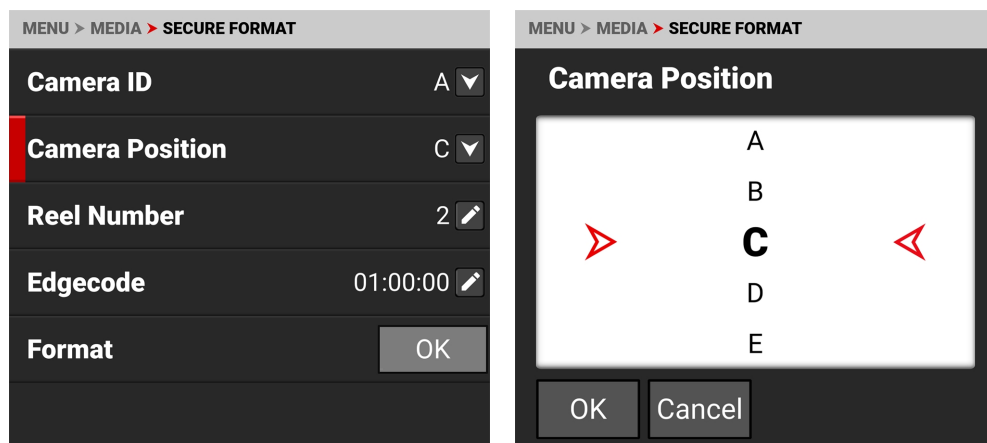 MENU > MEDIA > SECURE FORMAT
Camera ID A
Camera Position C
Reel Number 2
Edgecode 01:00:00
Format OK
MENU > MEDIA > SECURE FORMAT
Camera Position
A
B
C
D
E
OK Cancel